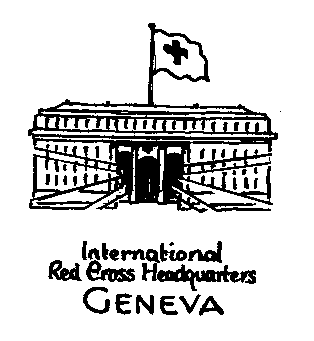 International
Red Cross Headquarters
GENEVA